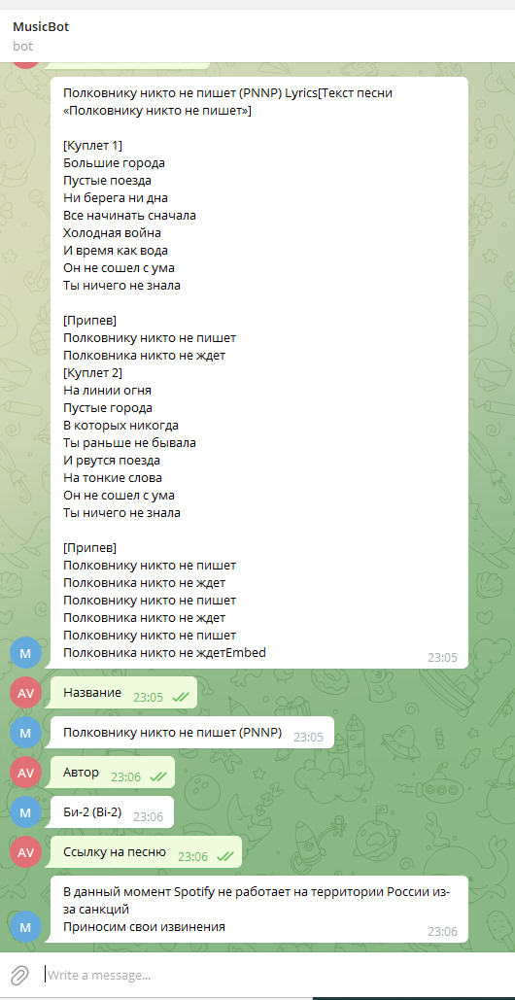 MusicBot
bot
Полковнику никто не пишет (PNNP) Lyrics[Текст песни
«Полковнику никто не пишет»]
[Куплет 1]
Большие города
Пустые поезда
Ни берега ни дна
Все начинать сначала
Холодная война
И время как вода
Он не сошел с ума
Ты ничего не знала
[Припев]
Полковнику никто не пишет
Полковника никто не ждет
[Куплет 2]
На линии огня
Пустые города
В которых никогда
Ты раньше не бывала
И рвутся поезда
На тонкие слова
Он не сошел с ума
Ты ничего не знала
[Припев]
Полковнику никто не пишет
Полковника никто не ждет
Полковнику никто не пишет
Полковника никто не ждет
Полковнику никто не пишет
Полковника никто не ждетEmbed
M 23:05
AV Название 23:05
M Полковнику никто не пишет (PNNP) 23:05
AV Автор 23:06
M Би-2 (Bi-2) 23:06
AV Ссылку на песню 23:06
В данный момент Spotify не работает на территории России из-
за санкций
M Приносим свои извинения 23:06
Write a message...